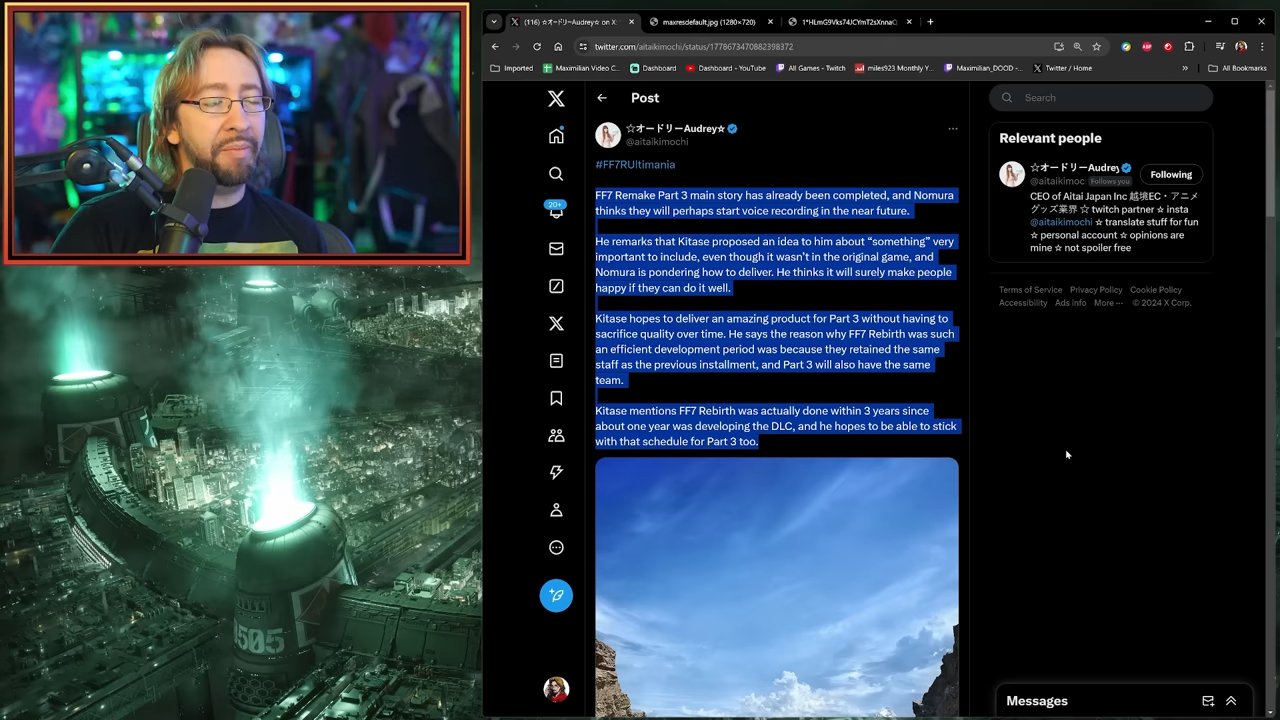 (116) ☆オードリーAudrey☆ on X:
maxresdefault.jpg (1280×720)
twitter.com/aitaikimochi/status/1778673470882398372
Imported
Maximilian Video C...
Dashboard
Dashboard - YouTube
All Games - Twitch
miles923 Monthly Y...
Maximilian_DOOD -...
Twitter / Home
»
All Bookmarks
Post
Search
☆オードリーAudrey☆
@aitaikimochi
#FF7RUltimania
FF7 Remake Part 3 main story has already been completed, and Nomura
thinks they will perhaps start voice recording in the near future.
He remarks that Kitase proposed an idea to him about “something” very
important to include, even though it wasn’t in the original game, and
Nomura is pondering how to deliver. He thinks it will surely make people
happy if they can do it well.
Kitase hopes to deliver an amazing product for Part 3 without having to
sacrifice quality over time. He says the reason why FF7 Rebirth was such
an efficient development period was because they retained the same
staff as the previous installment, and Part 3 will also have the same
team.
Kitase mentions FF7 Rebirth was actually done within 3 years since
about one year was developing the DLC, and he hopes to be able to stick
with that schedule for Part 3 too.
20+
Relevant people
☆オードリーAudrey
@aitaikimoc
Follows you
Following
CEO of Aitai Japan Inc 越境EC・アニメ
グッズ業界 ☆ twitch partner ☆ insta
@aitaikimochi ☆ translate stuff for fun
☆ personal account ☆ opinions are
mine ☆ not spoiler free
Terms of Service Privacy Policy Cookie Policy
Accessibility Ads info More ··· © 2024 X Corp.
Messages